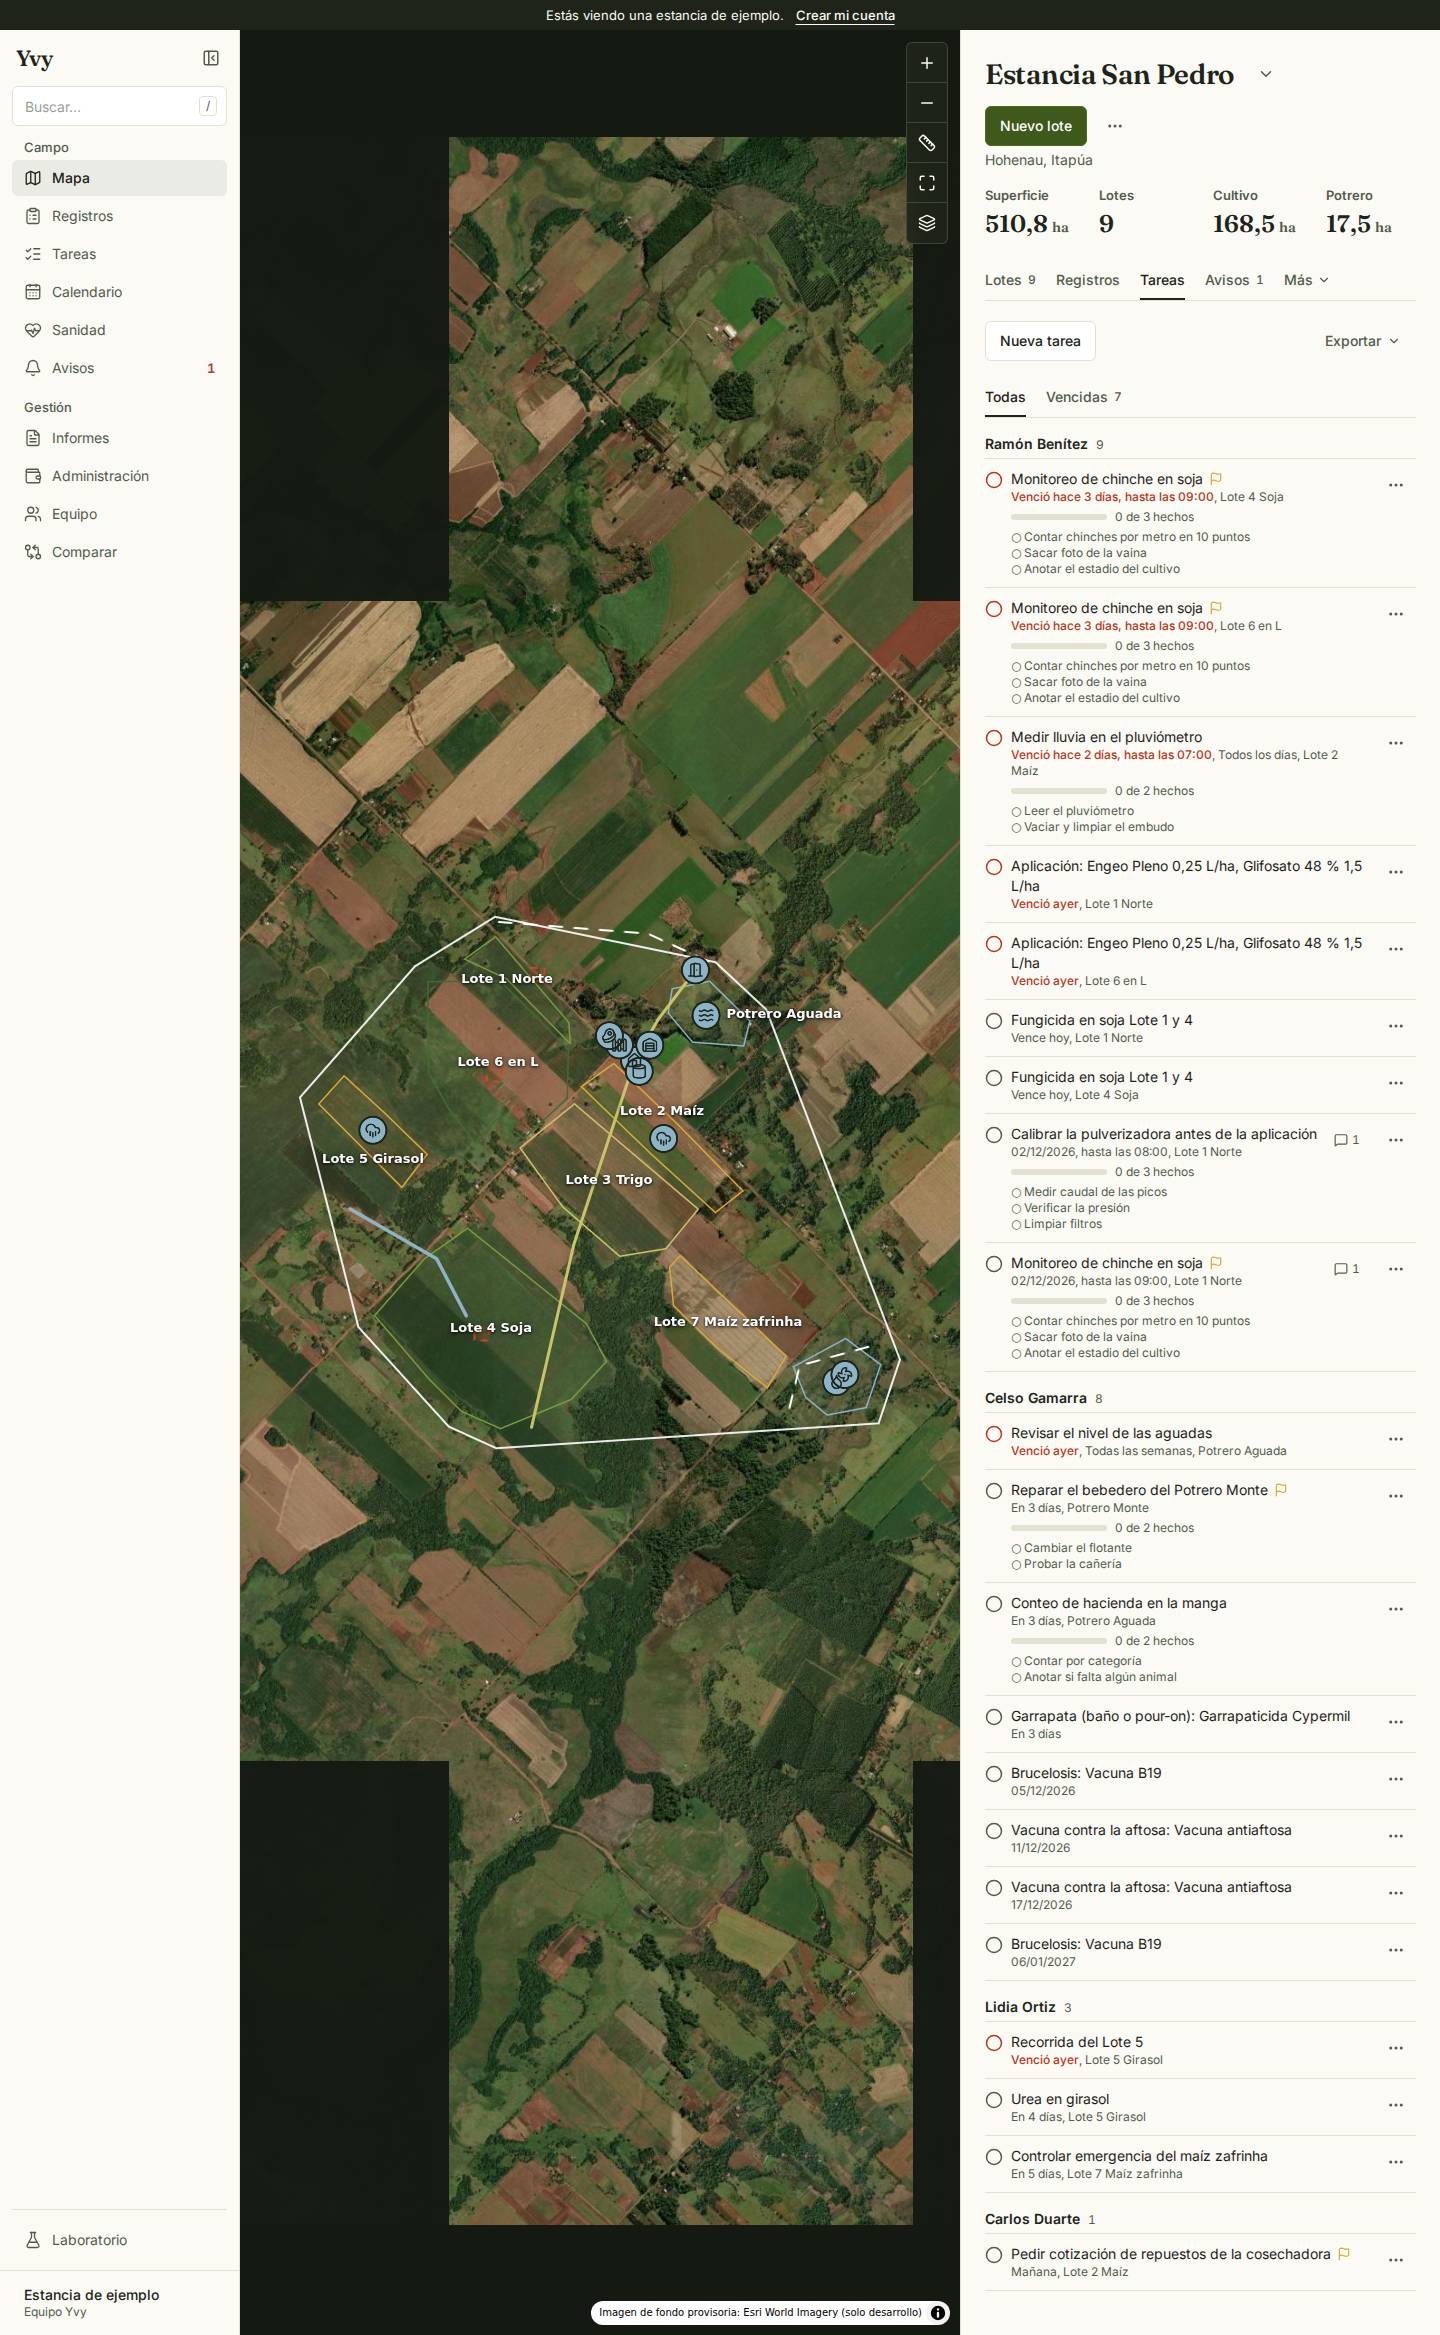 Estás viendo una estancia de ejemplo. Crear mi cuenta
Yvy
Buscar... /
Campo
Mapa
Registros
Tareas
Calendario
Sanidad
Avisos 1
Gestión
Informes
Administración
Equipo
Comparar
Laboratorio
Estancia de ejemplo
Equipo Yvy
Lote 1 Norte
Potrero Aguada
Lote 6 en L
Lote 2 Maíz
Lote 5 Girasol
Lote 3 Trigo
Lote 4 Soja
Lote 7 Maíz zafrinha
Imagen de fondo provisoria: Esri World Imagery (solo desarrollo)
Estancia San Pedro
Nuevo lote
Hohenau, Itapúa
Superficie Lotes Cultivo Potrero
510,8 ha 9 168,5 ha 17,5 ha
Lotes 9 Registros Tareas Avisos 1 Más
Nueva tarea Exportar
Todas Vencidas 7
Ramón Benítez 9
Monitoreo de chinche en soja
Venció hace 3 días, hasta las 09:00, Lote 4 Soja
0 de 3 hechos
Contar chinches por metro en 10 puntos
Sacar foto de la vaina
Anotar el estadio del cultivo
Monitoreo de chinche en soja
Venció hace 3 días, hasta las 09:00, Lote 6 en L
0 de 3 hechos
Contar chinches por metro en 10 puntos
Sacar foto de la vaina
Anotar el estadio del cultivo
Medir lluvia en el pluviómetro
Venció hace 2 días, hasta las 07:00, Todos los días, Lote 2
Maíz
0 de 2 hechos
Leer el pluviómetro
Vaciar y limpiar el embudo
Aplicación: Engeo Pleno 0,25 L/ha, Glifosato 48 % 1,5
L/ha
Venció ayer, Lote 1 Norte
Aplicación: Engeo Pleno 0,25 L/ha, Glifosato 48 % 1,5
L/ha
Venció ayer, Lote 6 en L
Fungicida en soja Lote 1 y 4
Vence hoy, Lote 1 Norte
Fungicida en soja Lote 1 y 4
Vence hoy, Lote 4 Soja
Calibrar la pulverizadora antes de la aplicación 1
02/12/2026, hasta las 08:00, Lote 1 Norte
0 de 3 hechos
Medir caudal de las picos
Verificar la presión
Limpiar filtros
Monitoreo de chinche en soja 1
02/12/2026, hasta las 09:00, Lote 1 Norte
0 de 3 hechos
Contar chinches por metro en 10 puntos
Sacar foto de la vaina
Anotar el estadio del cultivo
Celso Gamarra 8
Revisar el nivel de las aguadas
Venció ayer, Todas las semanas, Potrero Aguada
Reparar el bebedero del Potrero Monte
En 3 días, Potrero Monte
0 de 2 hechos
Cambiar el flotante
Probar la cañería
Conteo de hacienda en la manga
En 3 días, Potrero Aguada
0 de 2 hechos
Contar por categoría
Anotar si falta algún animal
Garrapata (baño o pour-on): Garrapaticida Cypermil
En 3 días
Brucelosis: Vacuna B19
05/12/2026
Vacuna contra la aftosa: Vacuna antiaftosa
11/12/2026
Vacuna contra la aftosa: Vacuna antiaftosa
17/12/2026
Brucelosis: Vacuna B19
06/01/2027
Lidia Ortiz 3
Recorrida del Lote 5
Venció ayer, Lote 5 Girasol
Urea en girasol
En 4 días, Lote 5 Girasol
Controlar emergencia del maíz zafrinha
En 5 días, Lote 7 Maíz zafrinha
Carlos Duarte 1
Pedir cotización de repuestos de la cosechadora
Mañana, Lote 2 Maíz